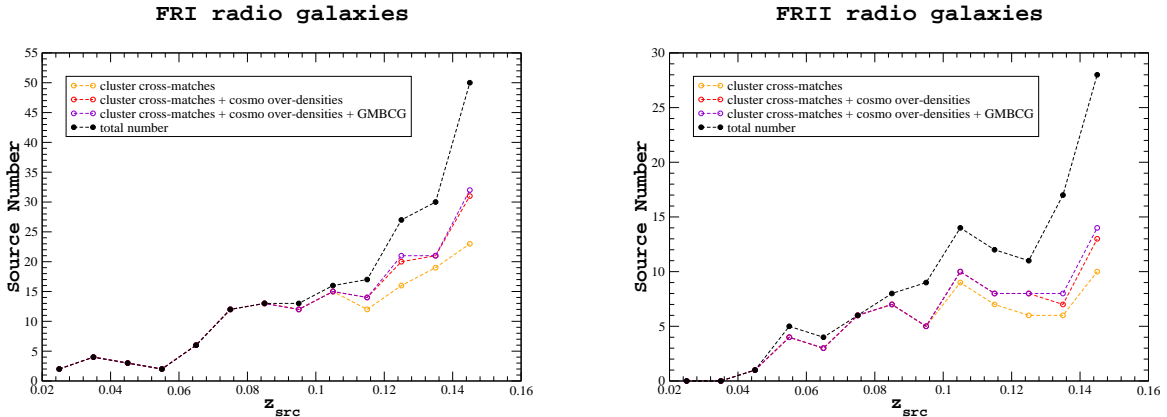 FRI radio galaxies
55
50
45
40
35
30
25
20
15
10
5
0
Source Number
cluster cross-matches
cluster cross-matches + cosmo over-densities
cluster cross-matches + cosmo over-densities + GMBCG
total number
0.02 0.04 0.06 0.08 0.1 0.12 0.14 0.16
z_src
FRII radio galaxies
30
25
20
15
10
5
0
Source Number
cluster cross-matches
cluster cross-matches + cosmo over-densities
cluster cross-matches + cosmo over-densities + GMBCG
total number
0.02 0.04 0.06 0.08 0.1 0.12 0.14 0.16
z_src